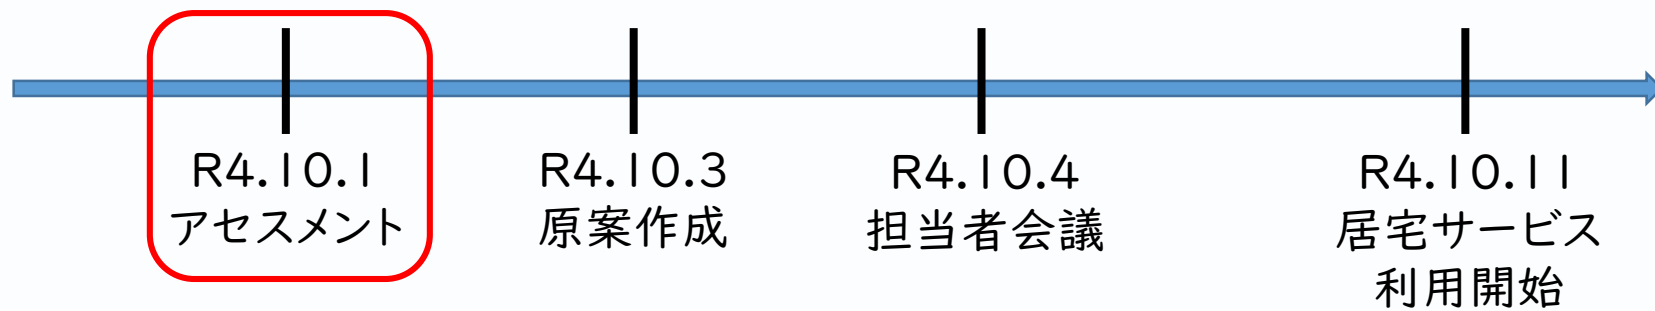 R4.10.1
アセスメント
R4.10.3
原案作成
R4.10.4
担当者会議
R4.10.11
居宅サービス
利用開始